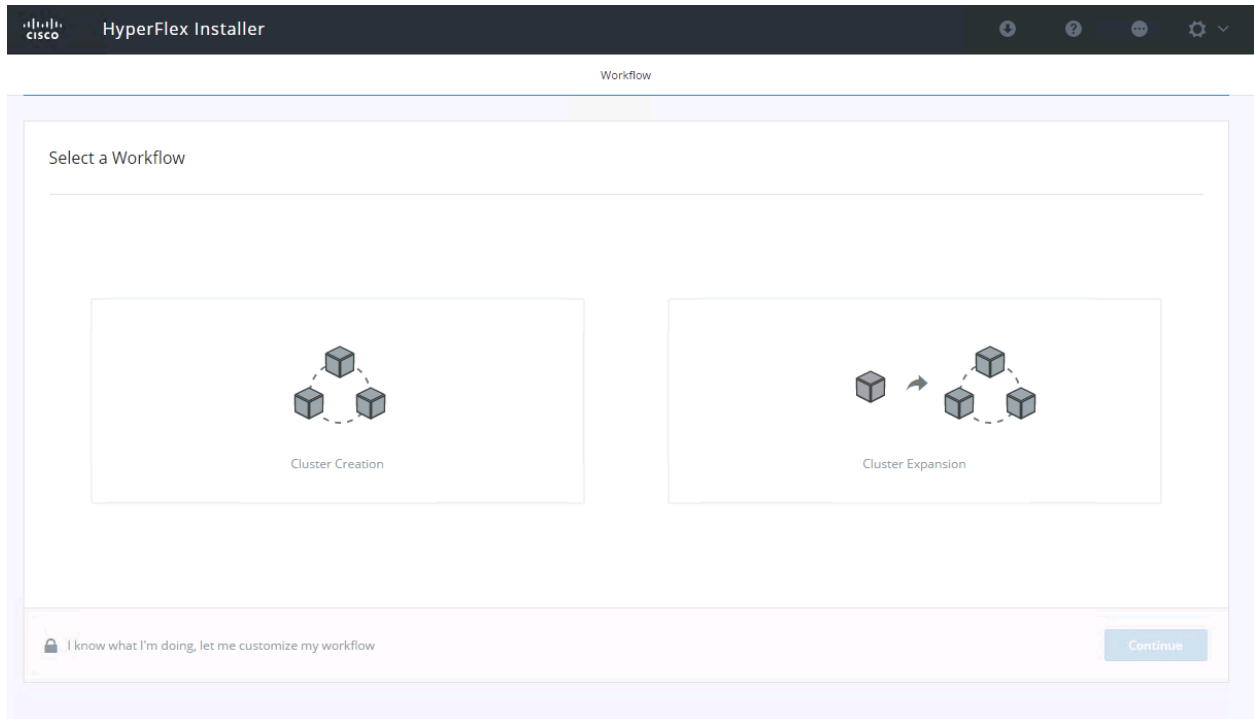 cisco
HyperFlex Installer
Workflow
Select a Workflow
Cluster Creation
Cluster Expansion
I know what I'm doing, let me customize my workflow
Continue